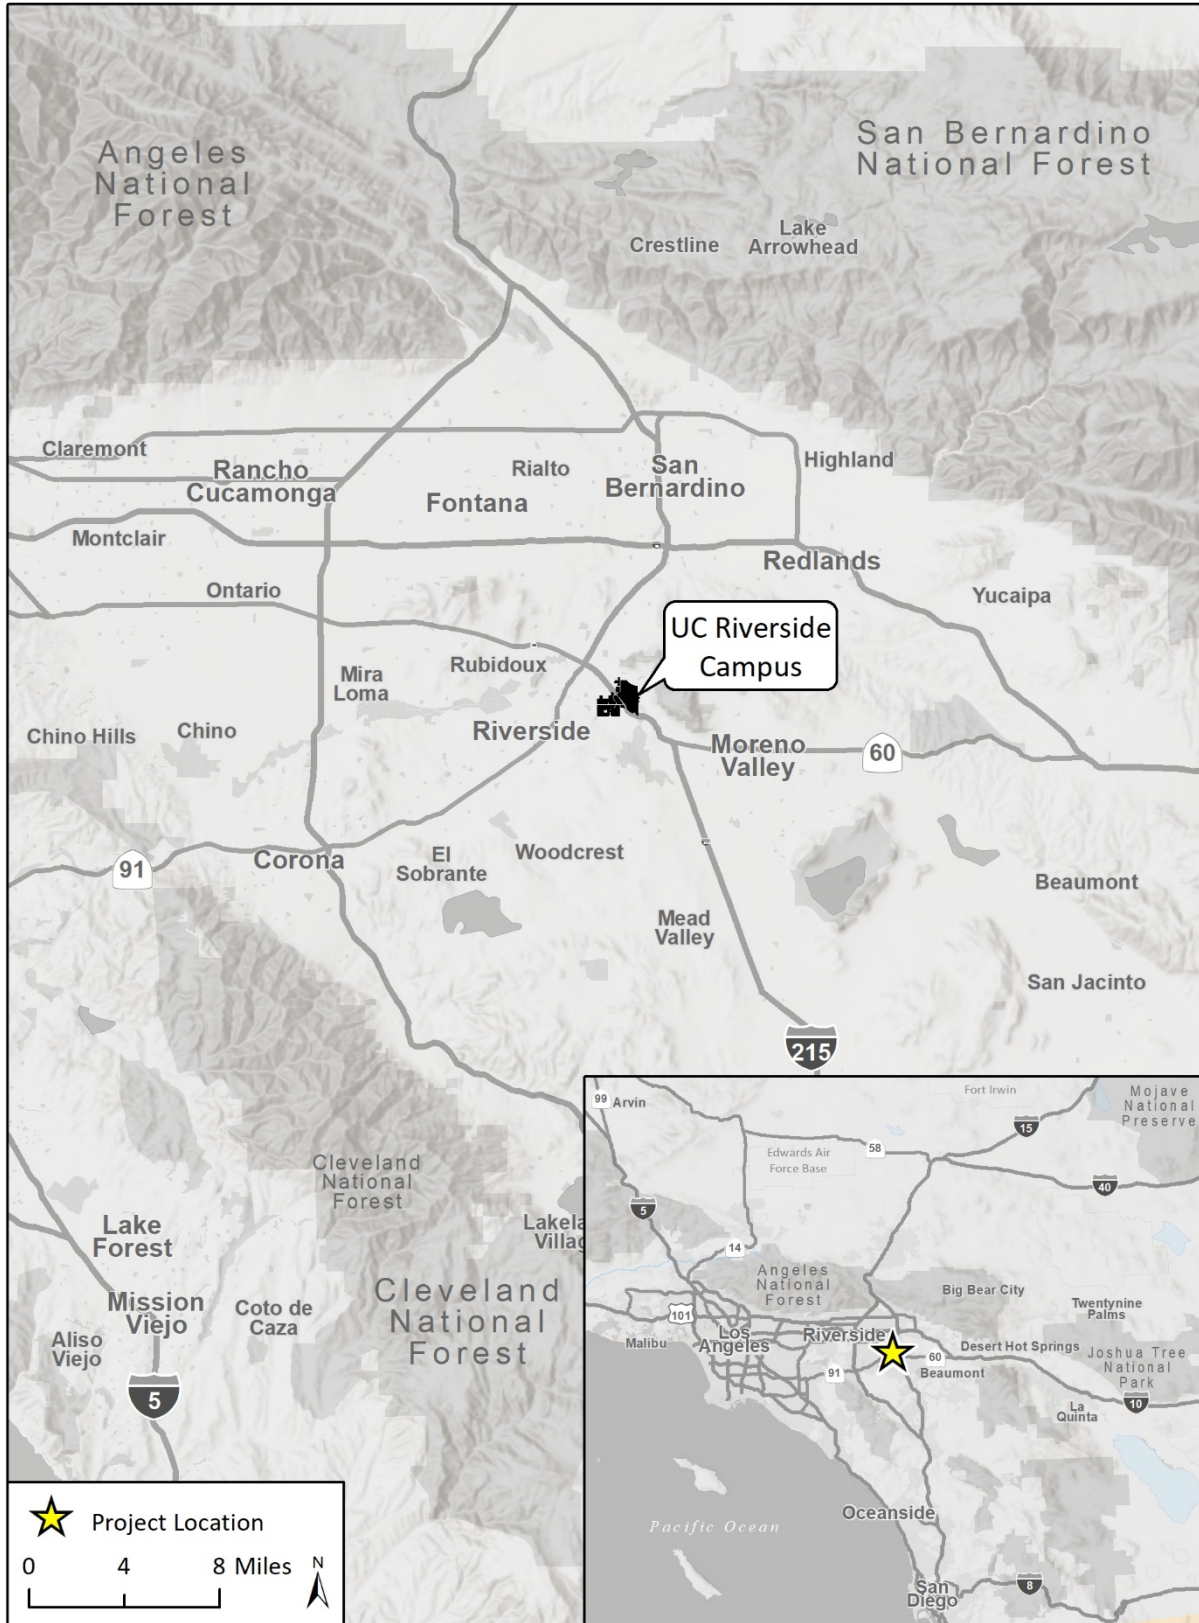 Angeles
National
Forest
San Bernardino
National Forest
Crestline
Lake
Arrowhead
Claremont
Rancho
Cucamonga
Rialto
Fontana
San
Bernardino
Highland
Montclair
Redlands
Ontario
Yucaipa
UC Riverside
Campus
Rubidoux
Mira
Loma
Riverside
Chino Hills
Chino
Moreno
Valley
60
91
Corona
El
Sobrante
Woodcrest
Beaumont
Mead
Valley
San Jacinto
215
Cleveland
National
Forest
Lake
Forest
Mission
Viejo
Coto de
Caza
Aliso
Viejo
5
Cleveland
National
Forest
Lakela
Villag
99
Arvin
Fort Irwin
Mojave
National
Preserve
15
58
Edwards Air
Force Base
40
5
14
Angeles
National
Forest
Big Bear City
Twentynine
Palms
101
Los
Angeles
Malibu
Riverside
60
Desert Hot Springs
Joshua Tree
National
Park
91
Beaumont
10
La
Quinta
Oceanside
Pacific Ocean
San
Diego
8
Project Location
0 4 8 Miles
N